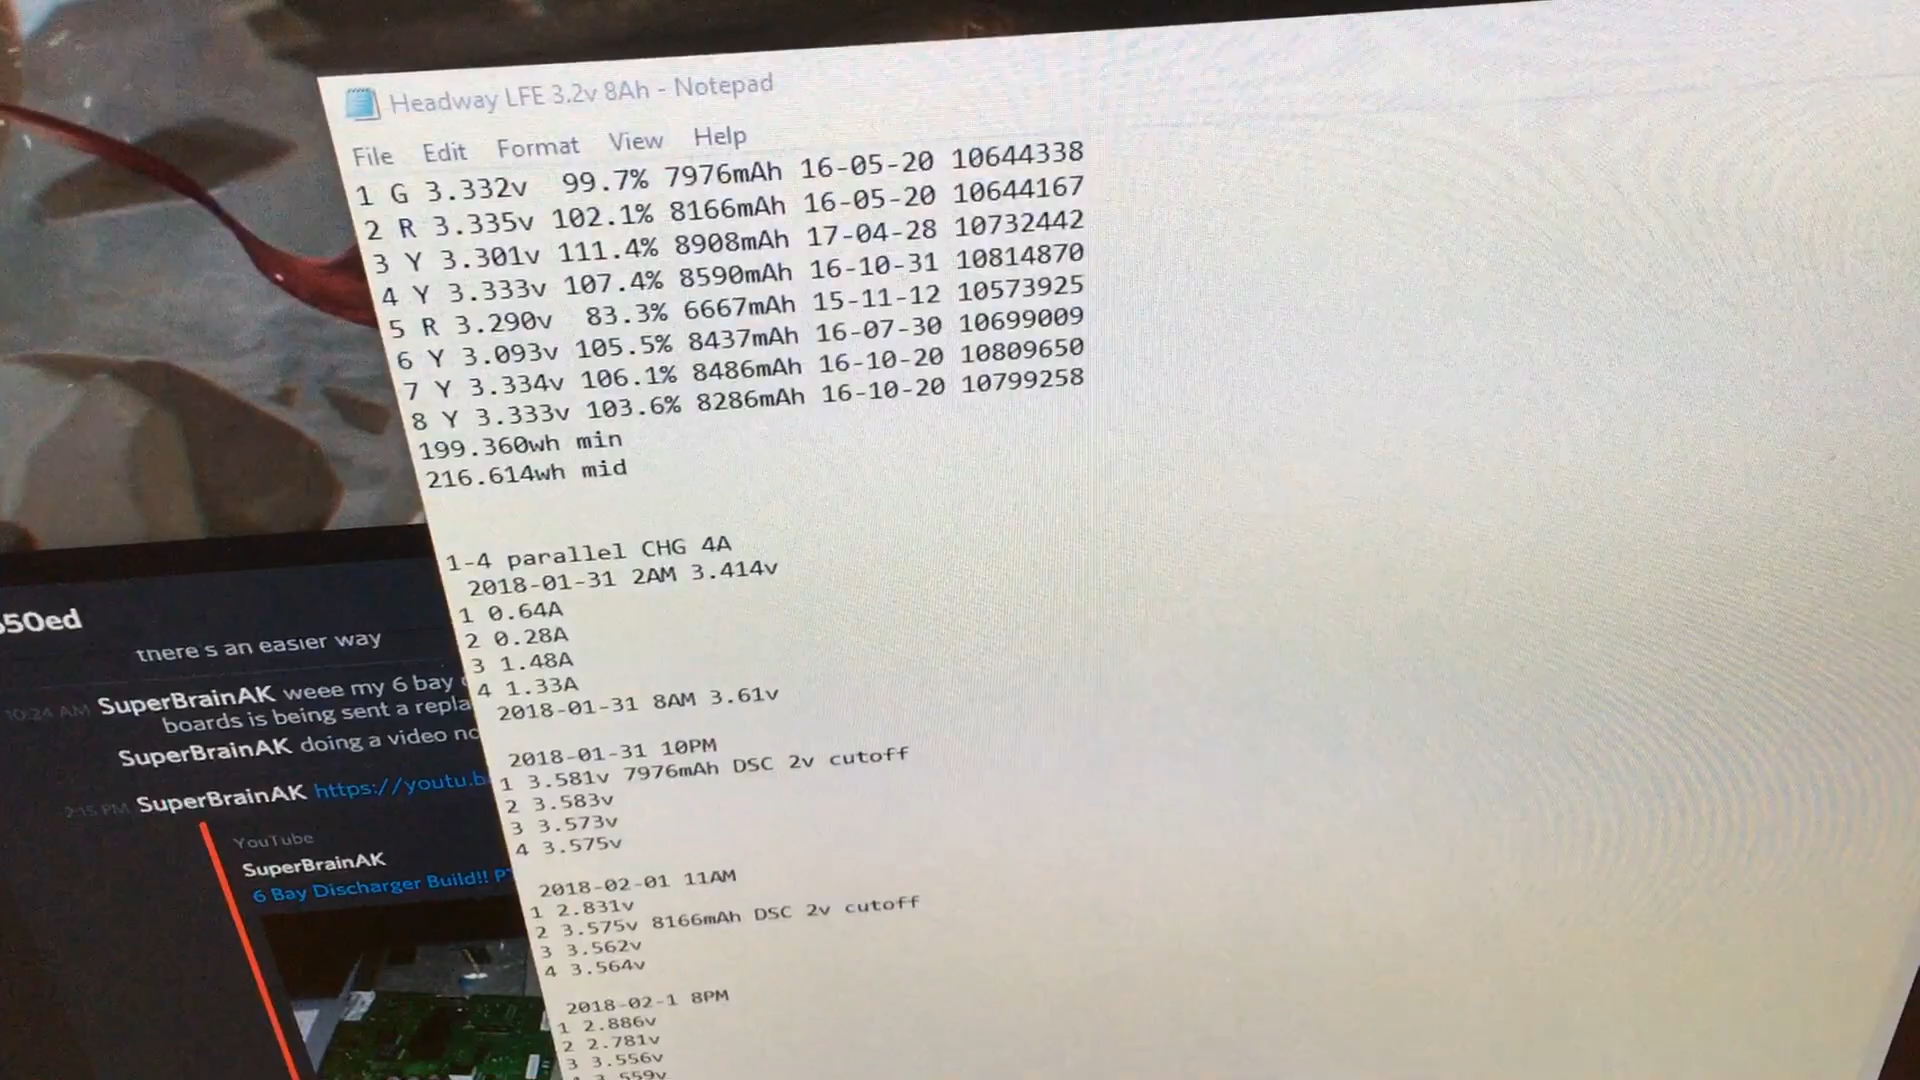 Headway LFE 3.2v 8Ah - Notepad
File Edit Format View Help
1 G 3.332v 99.7% 7976mAh 16-05-20 10644338
2 R 3.335v 102.1% 8166mAh 16-05-20 10644167
3 Y 3.301v 111.4% 8908mAh 17-04-28 10732442
4 Y 3.333v 107.4% 8590mAh 16-10-31 10814870
5 R 3.290v 83.3% 6667mAh 15-11-12 10573925
6 Y 3.093v 105.5% 8437mAh 16-07-30 10699009
7 Y 3.334v 106.1% 8486mAh 16-10-20 10809650
8 Y 3.333v 103.6% 8286mAh 16-10-20 10799258
199.360wh min
216.614wh mid
1-4 parallel CHG 4A
2018-01-31 2AM 3.414v
1 0.64A
2 0.28A
3 1.48A
4 1.33A
2018-01-31 8AM 3.61v
2018-01-31 10PM
1 3.581v 7976mAh DSC 2v cutoff
2 3.583v
3 3.573v
4 3.575v
2018-02-01 11AM
1 2.831v
2 3.575v 8166mAh DSC 2v cutoff
3 3.562v
4 3.564v
2018-02-1 8PM
1 2.886v
2 2.781v
3 3.556v
3.559v
50ed
there's an easier way
10:24 AM SuperBrainAK weee my 6 bay
boards is being sent a repla
SuperBrainAK doing a video no
2:15 PM SuperBrainAK https://youtu.b
YouTube
SuperBrainAK
6 Bay Discharger Build!! PT